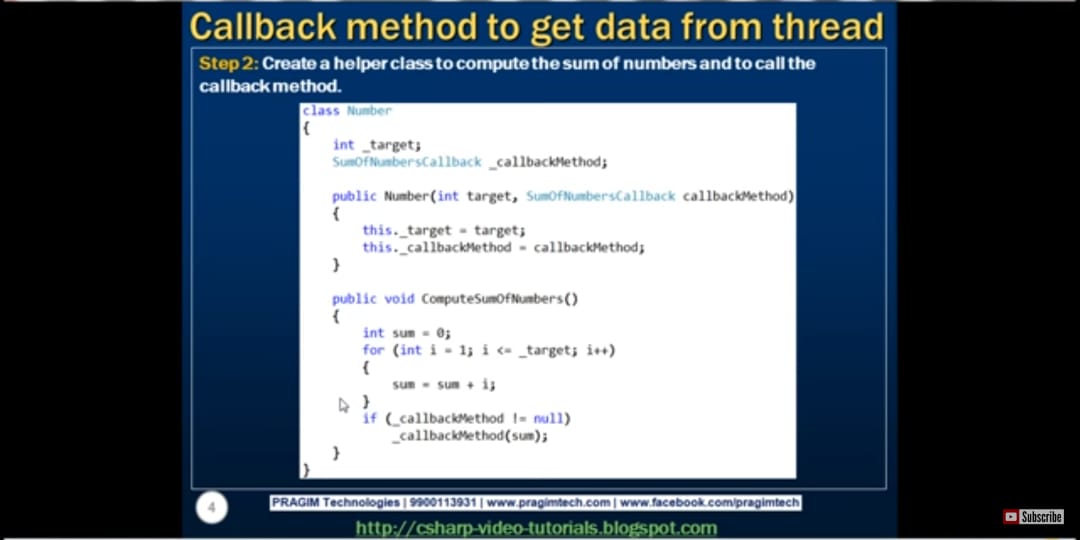 Callback method to get data from thread
Step 2: Create a helper class to compute the sum of numbers and to call the
callback method.
class Number
{
    int _target;
    SumOfNumbersCallback _callbackMethod;

    public Number(int target, SumOfNumbersCallback callbackMethod)
    {
        this._target = target;
        this._callbackMethod = callbackMethod;
    }

    public void ComputeSumOfNumbers()
    {
        int sum = 0;
        for (int i = 1; i <= _target; i++)
        {
            sum = sum + i;
        }
        if (_callbackMethod != null)
            _callbackMethod(sum);
    }
}
4
PRAGIM Technologies | 9900113931 | www.pragimtech.com | www.facebook.com/pragimtech
http://csharp-video-tutorials.blogspot.com
Subscribe